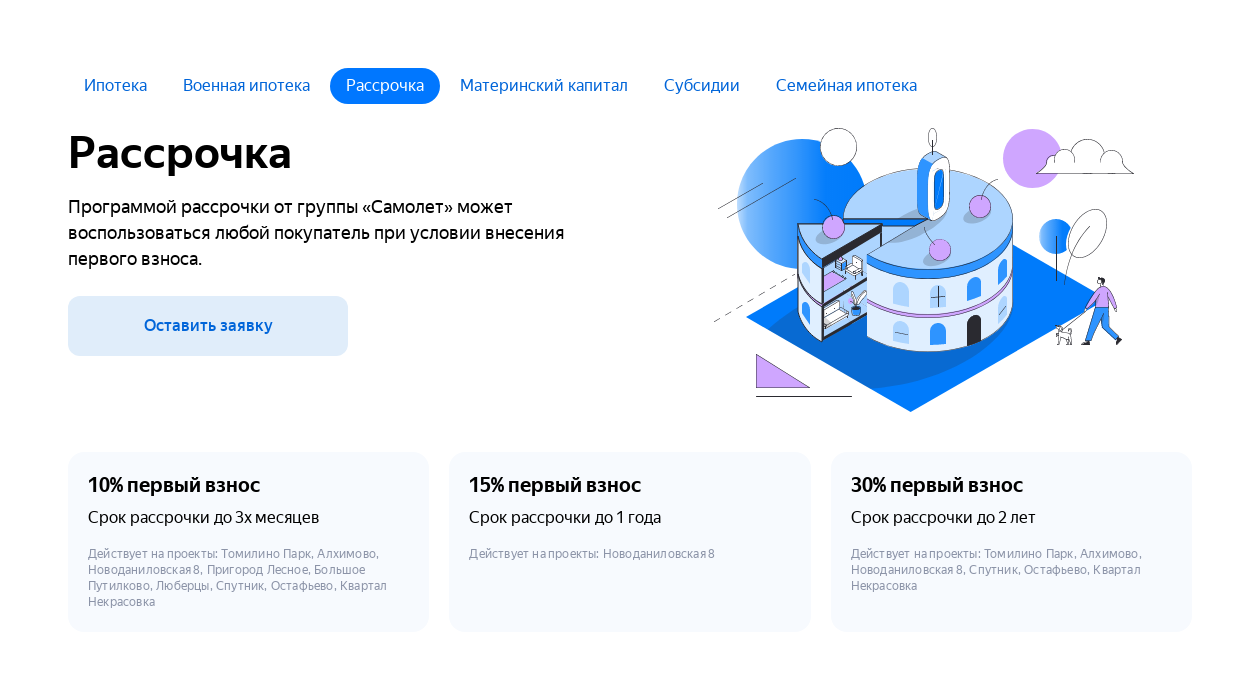 Ипотека Военная ипотека Рассрочка Материнский капитал Субсидии Семейная ипотека
Рассрочка
Программой рассрочки от группы «Самолет» может
воспользоваться любой покупатель при условии внесения
первого взноса.
Оставить заявку
0
10% первый взнос
Срок рассрочки до 3х месяцев
Действует на проекты: Томилино Парк, Алхимово,
Новоданиловская 8, Пригород Лесное, Большое
Путилково, Люберцы, Спутник, Остафьево, Квартал
Некрасовка
15% первый взнос
Срок рассрочки до 1 года
Действует на проекты: Новоданиловская 8
30% первый взнос
Срок рассрочки до 2 лет
Действует на проекты: Томилино Парк, Алхимово,
Новоданиловская 8, Спутник, Остафьево, Квартал
Некрасовка